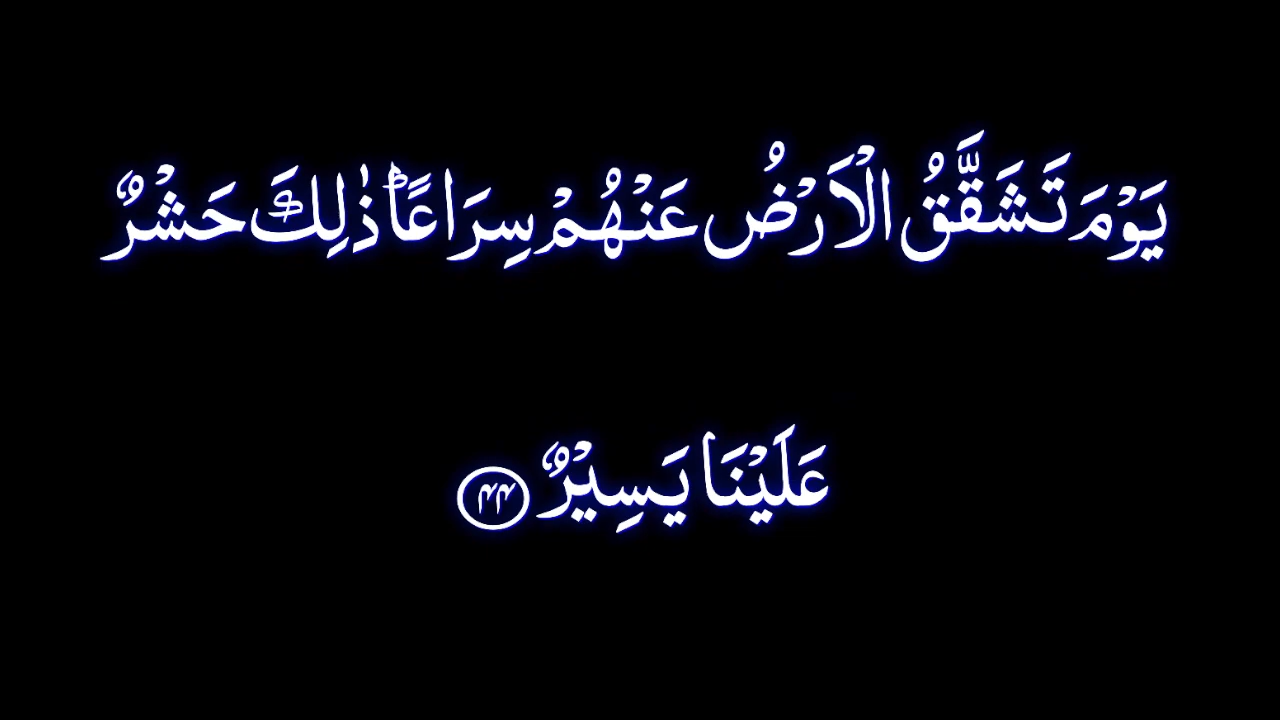 يَوْمَ تَشَقَّقُ الْاَرْضُ عَنْهُمْ سِرَاعًاؕ ذٰلِكَ حَشْرٌ
عَلَيْنَا يَسِيْرٌ ۴۴